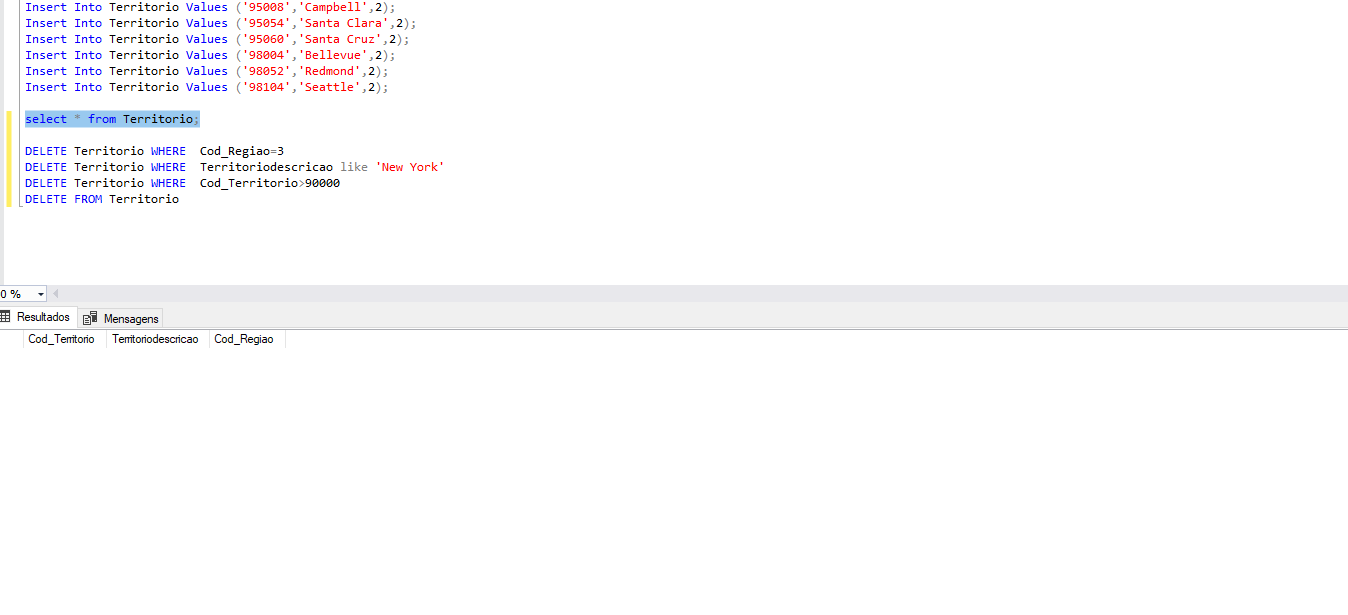 Insert Into Territorio Values ('95008','Campbell',2);
Insert Into Territorio Values ('95054','Santa Clara',2);
Insert Into Territorio Values ('95060','Santa Cruz',2);
Insert Into Territorio Values ('98004','Bellevue',2);
Insert Into Territorio Values ('98052','Redmond',2);
Insert Into Territorio Values ('98104','Seattle',2);
select * from Territorio;
DELETE Territorio WHERE  Cod_Regiao=3
DELETE Territorio WHERE  Territoriodescricao like 'New York'
DELETE Territorio WHERE  Cod_Territorio>90000
DELETE FROM Territorio
0 %
Resultados Mensagens
Cod_Territorio Territoriodescricao Cod_Regiao